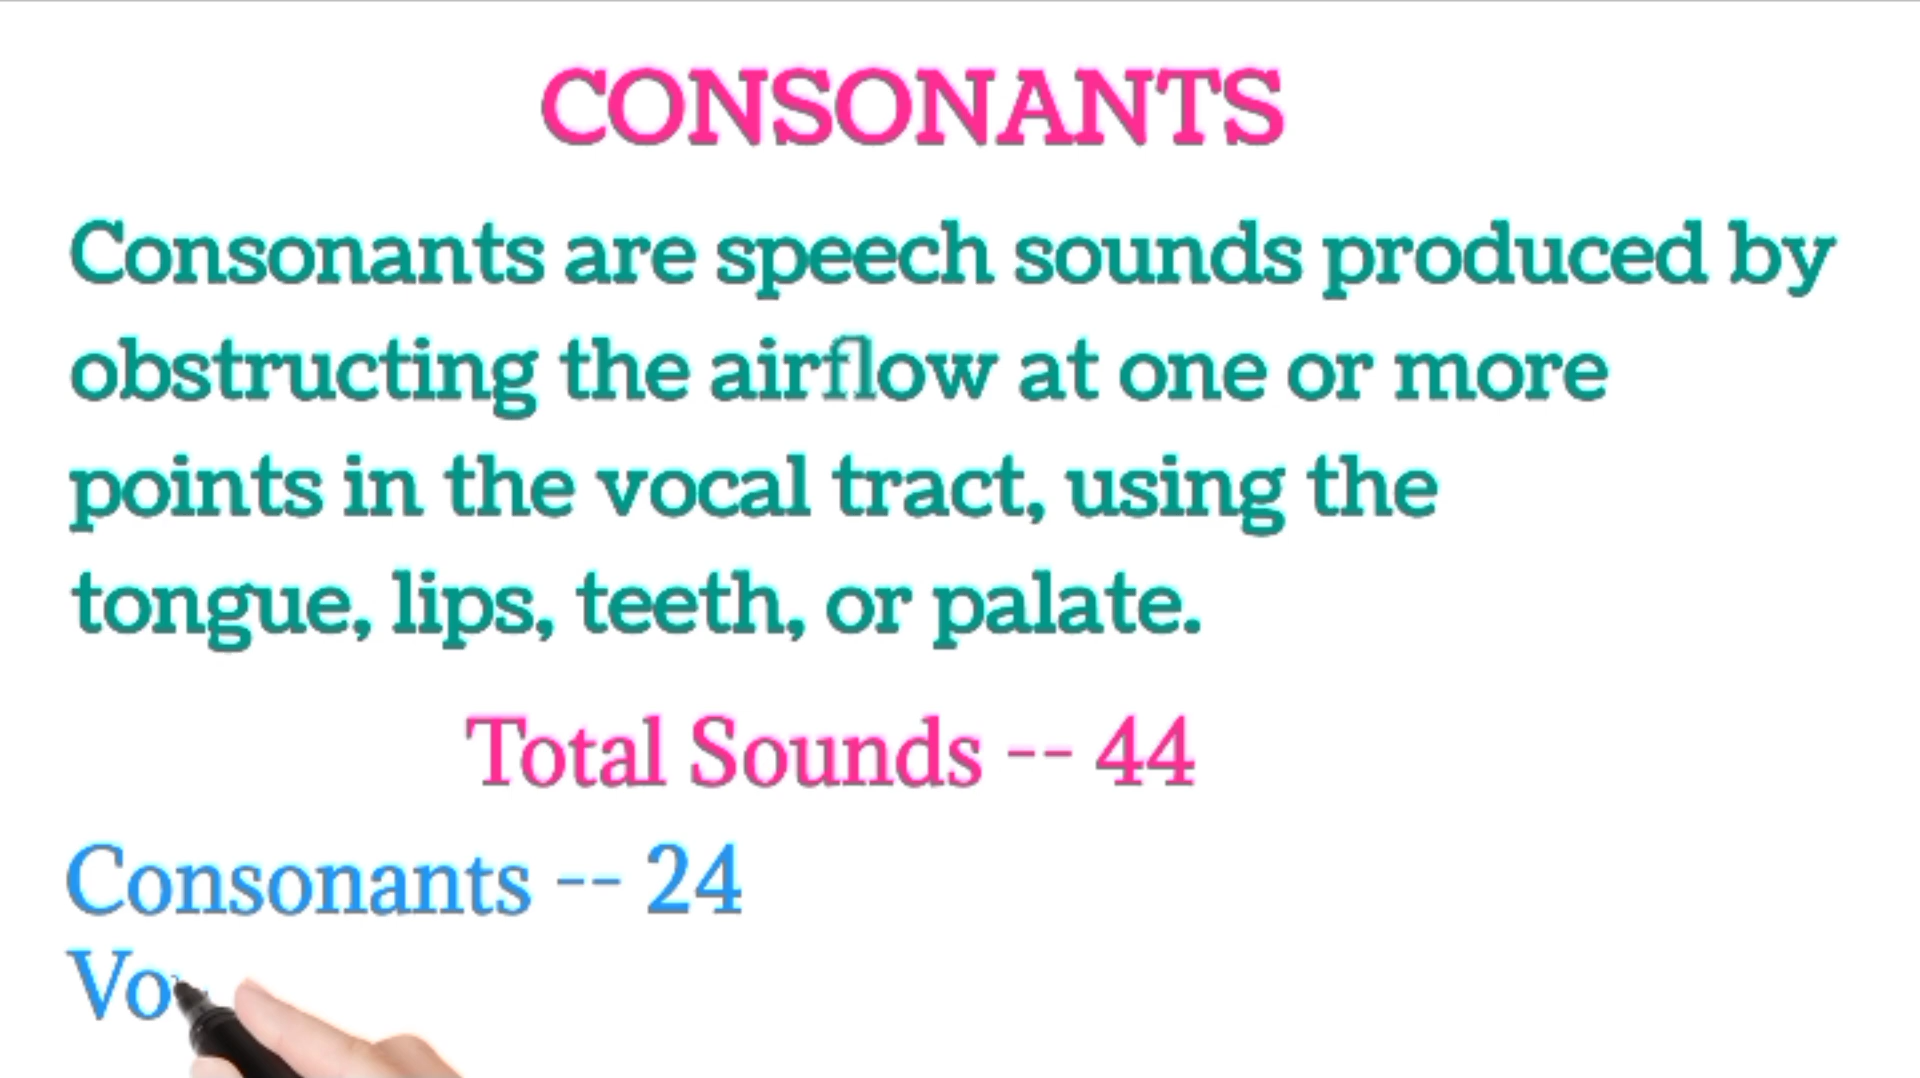 CONSONANTS
Consonants are speech sounds produced by
obstructing the airflow at one or more
points in the vocal tract, using the
tongue, lips, teeth, or palate.
Total Sounds -- 44
Consonants -- 24
Vo